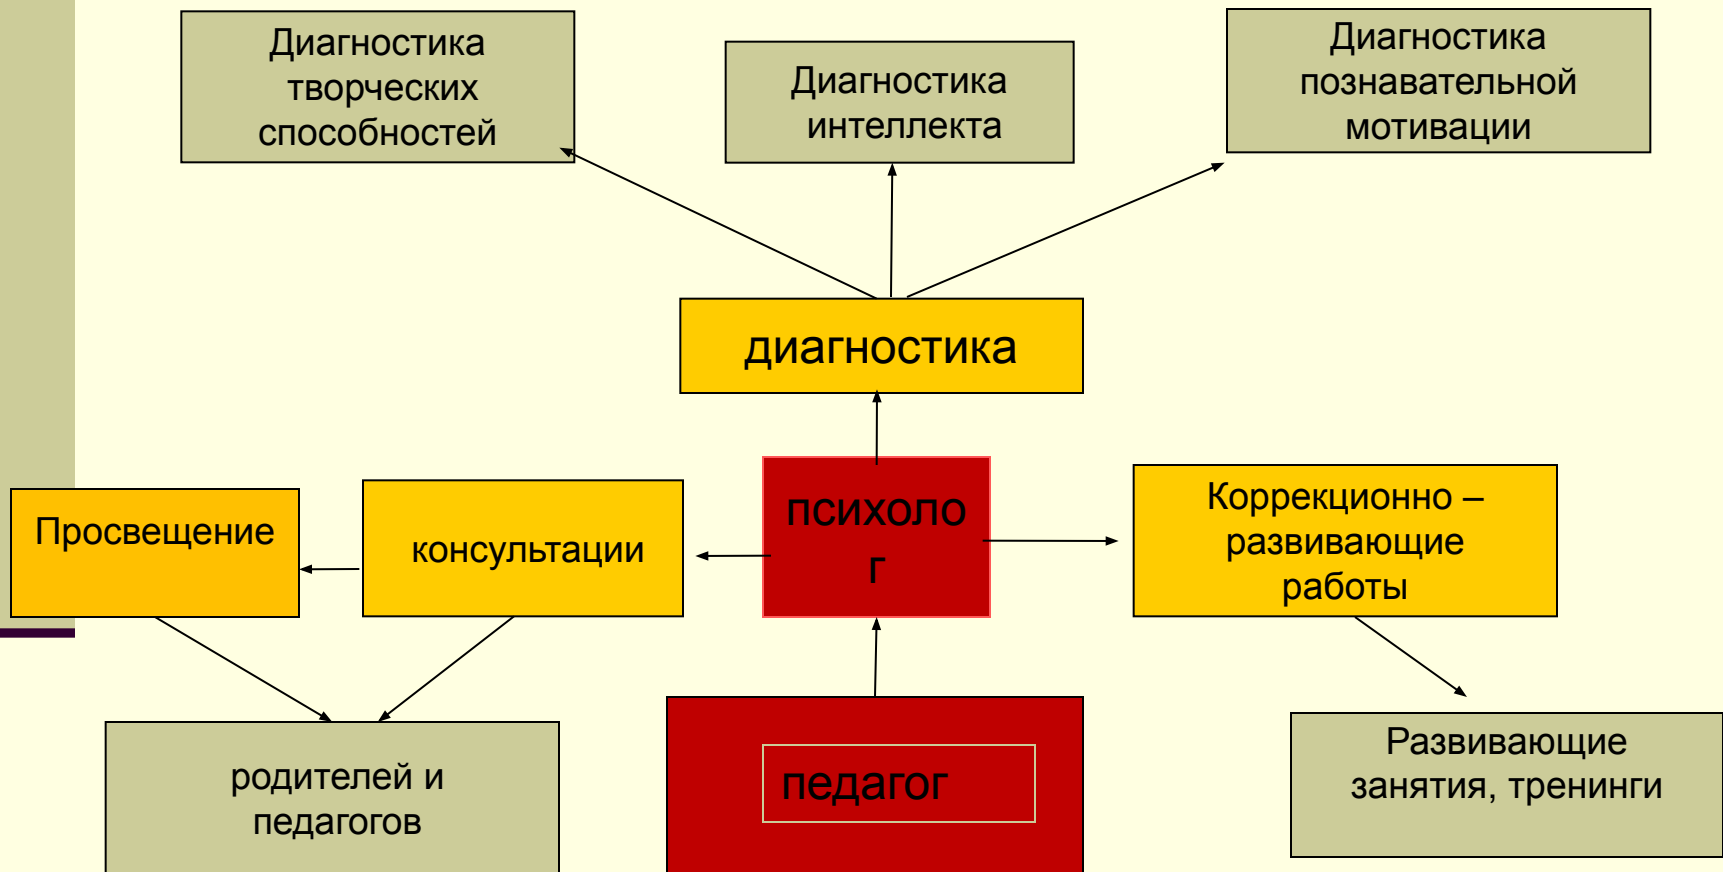 Диагностика
творческих
способностей
Диагностика
интеллекта
Диагностика
познавательной
мотивации
диагностика
Просвещение
консультации
психоло
г
Коррекционно –
развивающие
работы
родителей и
педагогов
педагог
Развивающие
занятия, тренинги